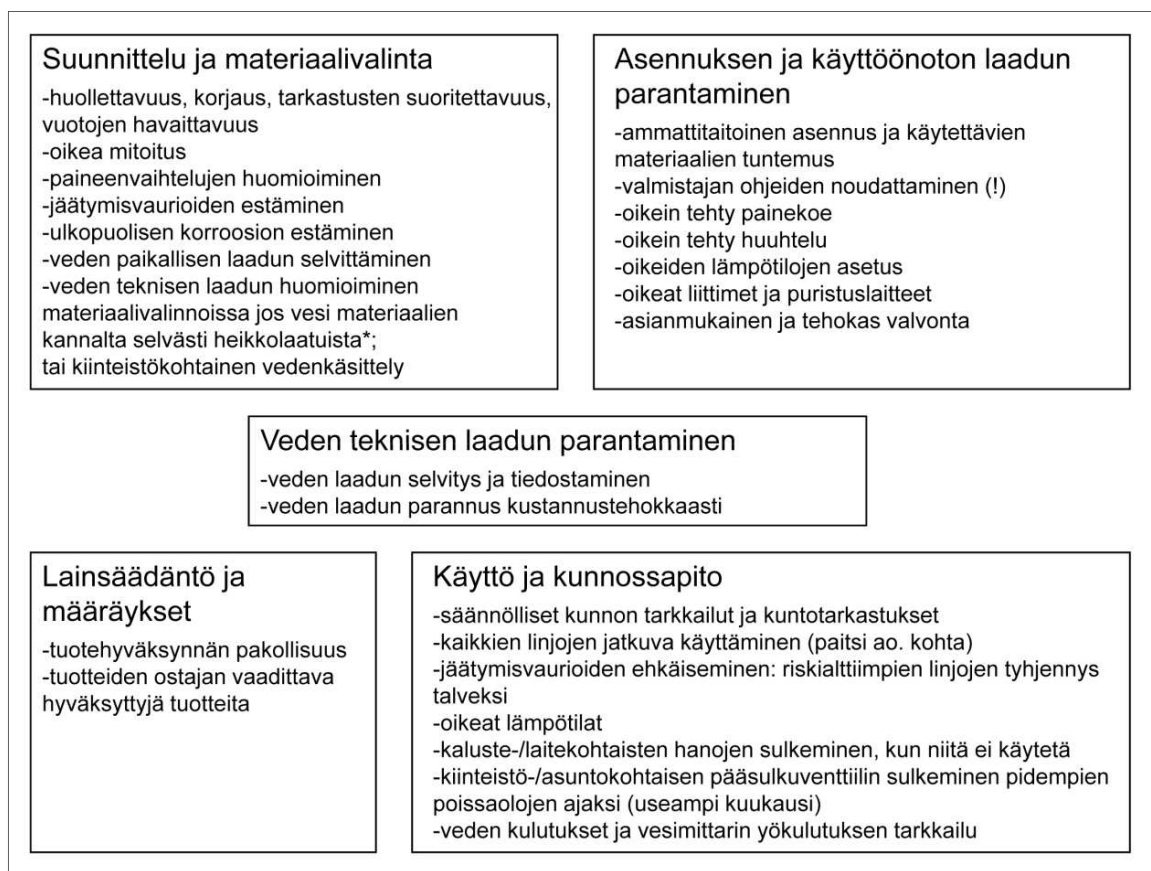 Suunnittelu ja materiaalivalinta
-huollettavuus, korjaus, tarkastusten suoritettavuus,
vuotojen havaittavuus
-oikea mitoitus
-paineenvaihtelujen huomioiminen
-jäätymisvaurioiden estäminen
-ulkopuolisen korroosion estäminen
-veden paikallisen laadun selvittäminen
-veden teknisen laadun huomioiminen
materiaalivalinnoissa jos vesi materiaalien
kannalta selvästi heikkolaatuista*;
tai kiinteistökohtainen vedenkäsittely
Asennuksen ja käyttöönoton laadun
parantaminen
-ammattitaitoinen asennus ja käytettävien
materiaalien tuntemus
-valmistajan ohjeiden noudattaminen (!)
-oikein tehty painekoe
-oikein tehty huuhtelu
-oikeiden lämpötilojen asetus
-oikeat liittimet ja puristuslaitteet
-asianmukainen ja tehokas valvonta
Veden teknisen laadun parantaminen
-veden laadun selvitys ja tiedostaminen
-veden laadun parannus kustannustehokkaasti
Lainsäädäntö ja
määräykset
-tuotehyväksynnän pakollisuus
-tuotteiden ostajan vaadittava
hyväksyttyjä tuotteita
Käyttö ja kunnossapito
-säännölliset kunnon tarkkailut ja kuntotarkastukset
-kaikkien linjojen jatkuva käyttäminen (paitsi ao. kohta)
-jäätymisvaurioiden ehkäiseminen: riskialttiimpien linjojen tyhjennys
talveksi
-oikeat lämpötilat
-kaluste-/laitekohtaisten hanojen sulkeminen, kun niitä ei käytetä
-kiinteistö-/asuntokohtaisen pääsulkuventtiilin sulkeminen pidempien
poissaolojen ajaksi (useampi kuukausi)
-veden kulutukset ja vesimittarin yökulutuksen tarkkailu